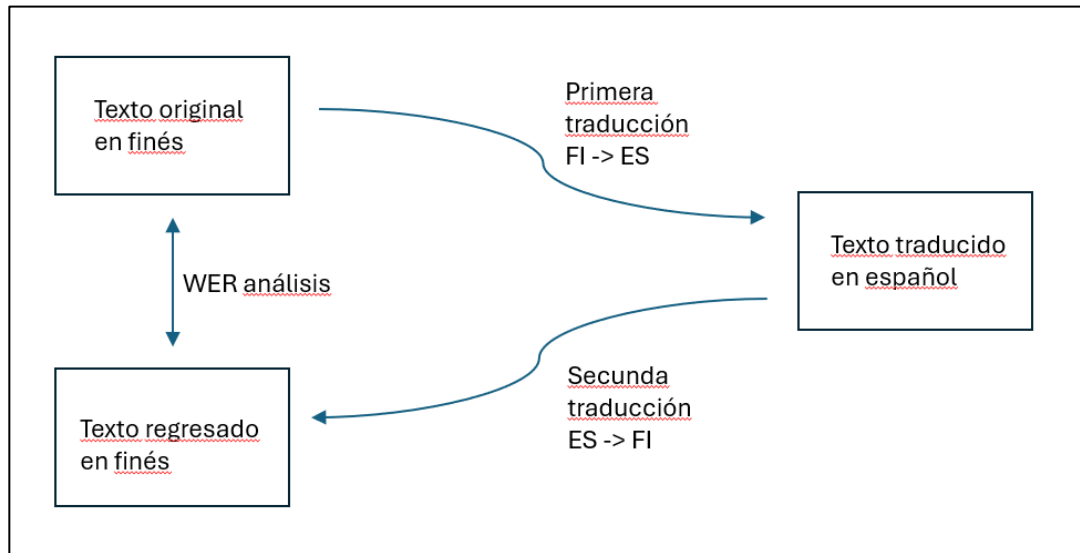 Texto original
en finés
Primera
traducción
FI -> ES
Texto traducido
en español
WER análisis
Secunda
traducción
ES -> FI
Texto regresado
en finés